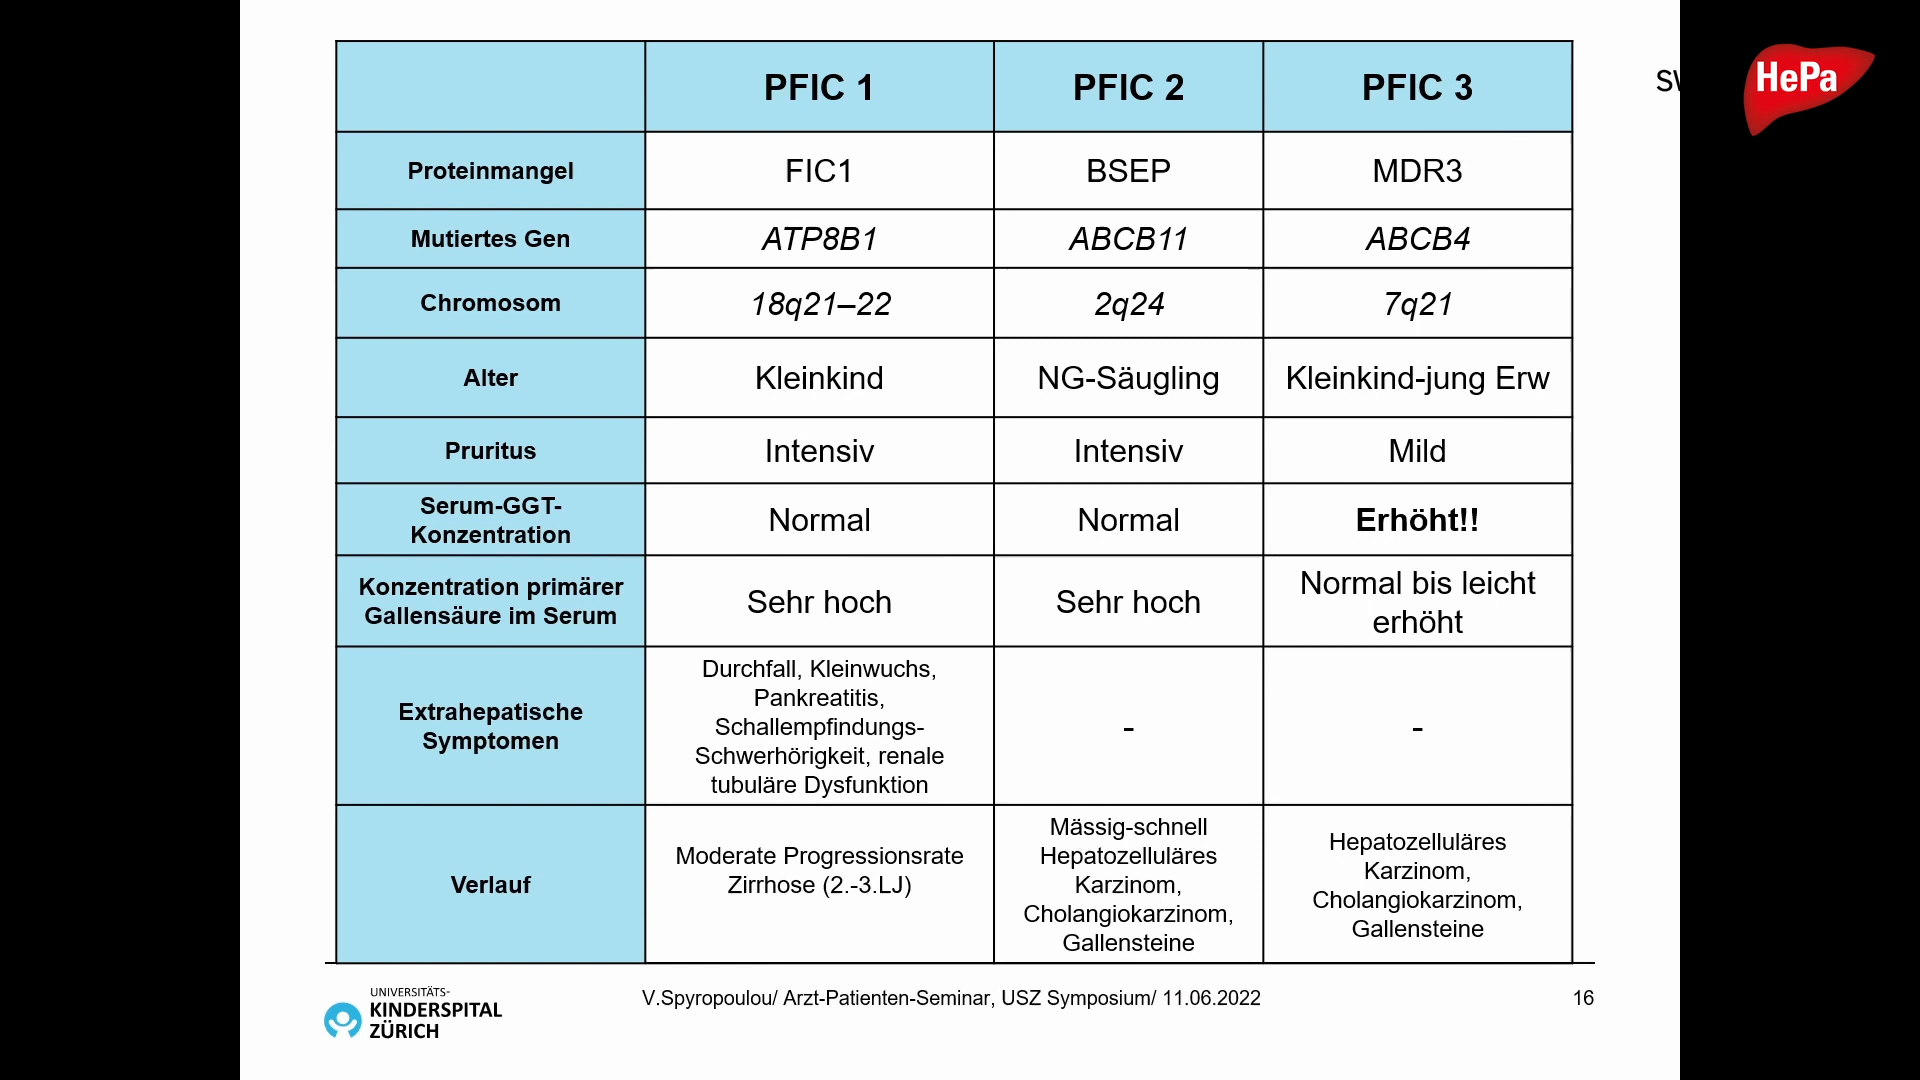 PFIC 1 PFIC 2 PFIC 3
Proteinmangel FIC1 BSEP MDR3
Mutiertes Gen ATP8B1 ABCB11 ABCB4
Chromosom 18q21–22 2q24 7q21
Alter Kleinkind NG-Säugling Kleinkind-jung Erw
Pruritus Intensiv Intensiv Mild
Serum-GGT-
Konzentration
Normal Normal Erhöht!!
Konzentration primärer
Gallensäure im Serum
Sehr hoch Sehr hoch
Normal bis leicht
erhöht
Extrahepatische
Symptomen
Durchfall, Kleinwuchs,
Pankreatitis,
Schallempfindungs-
Schwerhörigkeit, renale
tubuläre Dysfunktion
- -
Verlauf
Moderate Progressionsrate
Zirrhose (2.-3.LJ)
Mässig-schnell
Hepatozelluläres
Karzinom,
Cholangiokarzinom,
Gallensteine
Hepatozelluläres
Karzinom,
Cholangiokarzinom,
Gallensteine
UNIVERSITÄTS-
KINDERSPITAL
ZÜRICH
V.Spyropoulou/ Arzt-Patienten-Seminar, USZ Symposium/ 11.06.2022
16
HePa